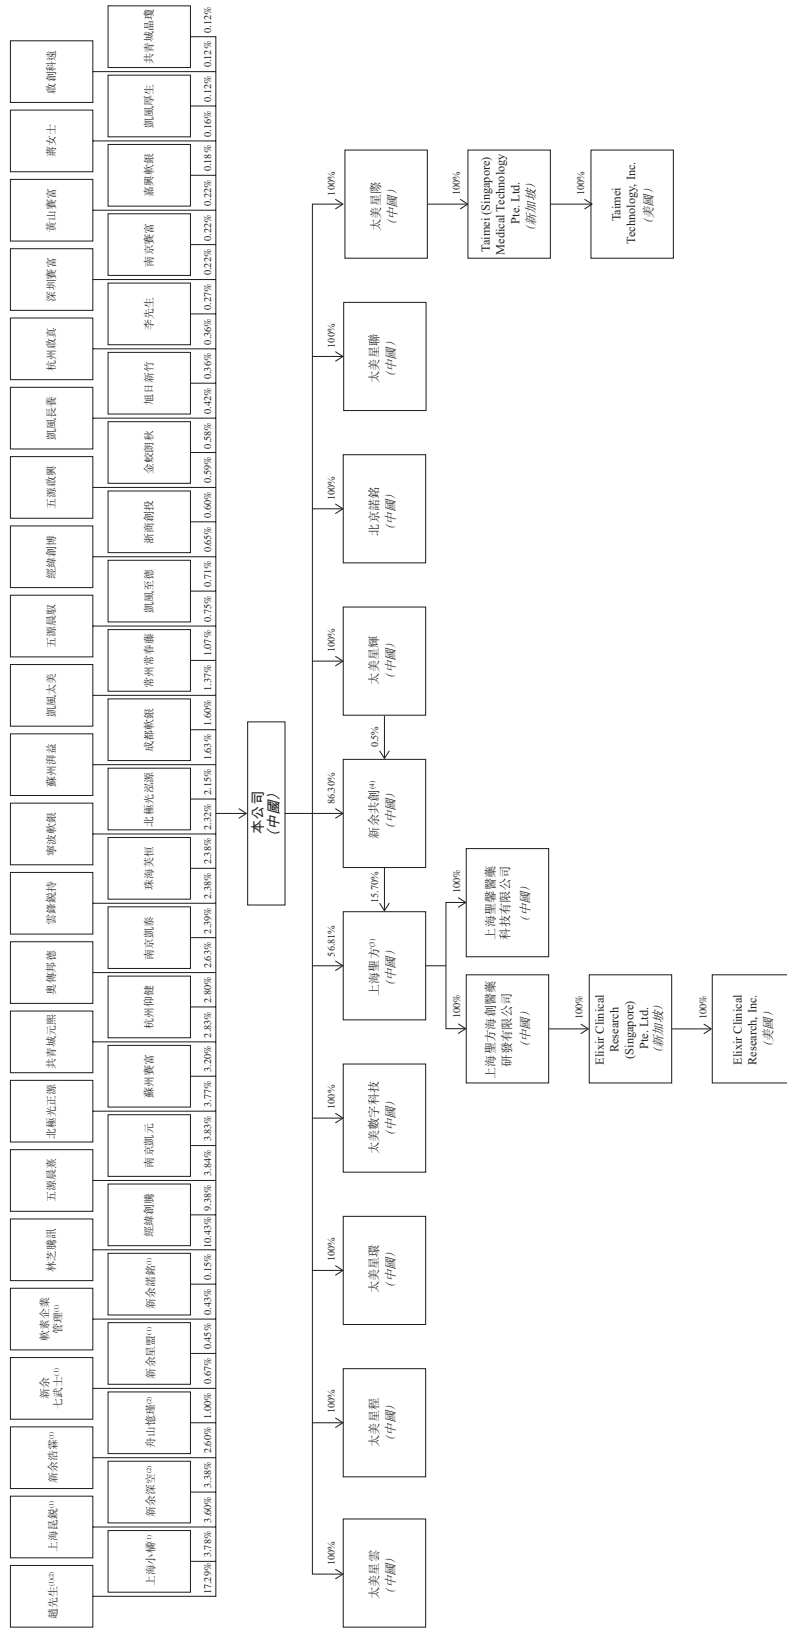 趙先生⁽¹⁾⁽²⁾
上海昆銳⁽¹⁾
新余浩霖⁽¹⁾
新余
七武士⁽¹⁾
軟素企業
管理⁽¹⁾
林芝騰訊
五源晨熹
北極光正源
共青城元熙
奧傳邦德
雲鋒銳持
寧波軟銀
蘇州湃益
凱風太美
五源晨馭
經緯創博
五源啟興
凱風長養
杭州啟真
深圳賽富
黃山賽富
蔣女士
啟創科遠
上海小橘⁽¹⁾
新余深空⁽²⁾
舟山憶瑾⁽²⁾
新余星盟⁽¹⁾
新余諾銘⁽¹⁾
經緯創騰
南京凱元
蘇州賽富
杭州仰健
南京凱泰
珠海芙恒
北極光泓源
成都軟銀
常州常春藤
凱風至德
浙商創投
金蛟朗秋
旭日新竹
李先生
南京賽富
嘉興軟銀
凱風厚生
共青城晶瓊
17.29% 3.78% 3.60% 3.38% 2.60% 1.00% 0.67% 0.45% 0.43% 0.15% 10.43% 9.38% 3.84% 3.83% 3.77% 3.20% 2.83% 2.80% 2.63% 2.39% 2.38% 2.38% 2.32% 2.15% 1.63% 1.60% 1.37% 1.07% 0.75% 0.71% 0.65% 0.60% 0.59% 0.58% 0.42% 0.36% 0.36% 0.27% 0.22% 0.22% 0.22% 0.18% 0.16% 0.12% 0.12% 0.12%
本公司
(中國)
100% 100% 100% 100% 56.81% 86.30% 100% 100% 100% 100%
太美星雲
(中國)
太美星程
(中國)
太美星環
(中國)
太美數字科技
(中國)
上海聖方⁽³⁾
(中國)
15.70%
新余共創⁽⁴⁾
(中國)
0.5%
太美星輝
(中國)
北京諾銘
(中國)
太美星聯
(中國)
太美星際
(中國)
100%
100%
100%
上海聖方海創醫藥
研發有限公司
(中國)
上海聖馨醫藥
科技有限公司
(中國)
Taimei (Singapore)
Medical Technology
Pte. Ltd.
(新加坡)
100%
100%
Elixir Clinical
Research
(Singapore)
Pte. Ltd.
(新加坡)
Taimei
Technology, Inc.
(美國)
100%
Elixir Clinical
Research, Inc.
(美國)